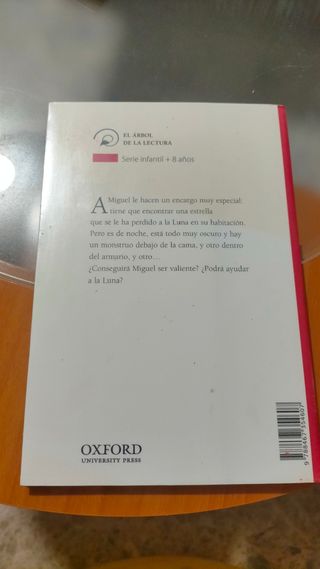 EL ÁRBOL
DE LA LECTURA
Serie infantil + 8 años
A Miguel le hacen un encargo muy especial:
tiene que encontrar una estrella
que se le ha perdido a la Luna en su habitación.
Pero es de noche, está todo muy oscuro y hay
un monstruo debajo de la cama, y otro dentro
del armario, y otro...
¿Conseguirá Miguel ser valiente? ¿Podrá ayudar
a la Luna?
OXFORD
UNIVERSITY PRESS
9788467354607